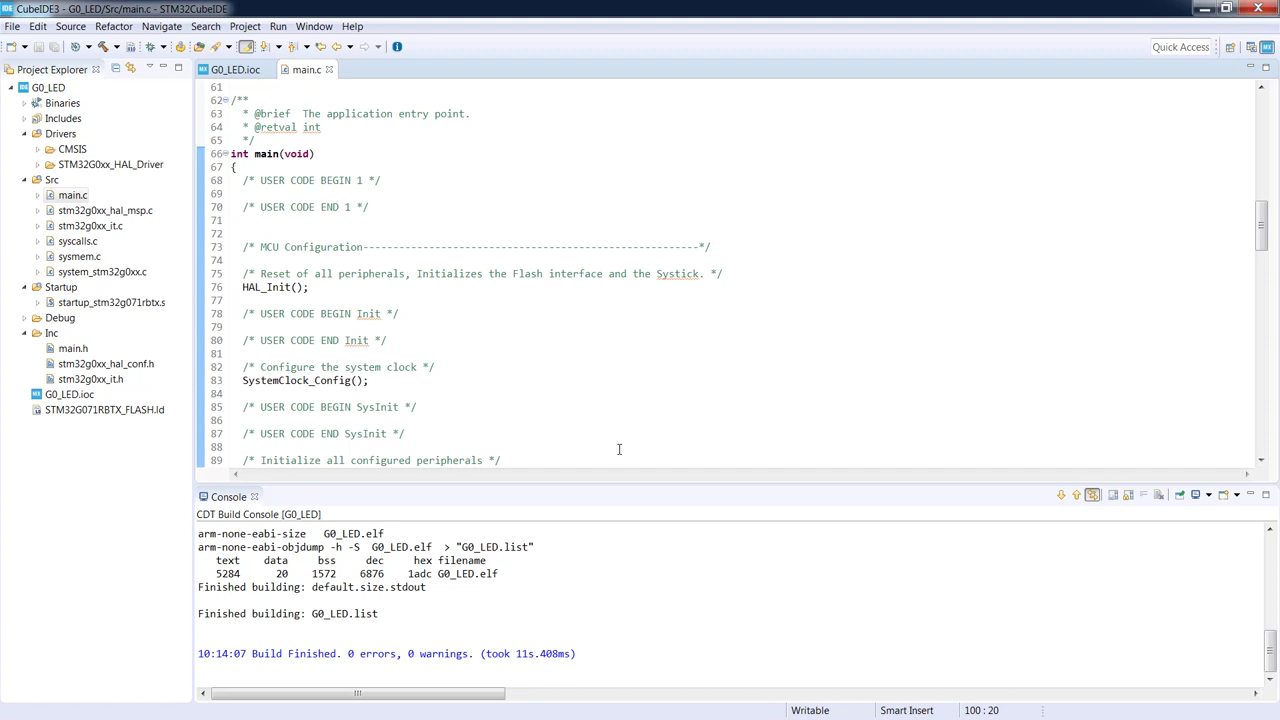 CubeIDE3 - G0_LED/Src/main.c - STM32CubeIDE
File Edit Source Refactor Navigate Search Project Run Window Help
Quick Access
Project Explorer
G0_LED
Binaries
Includes
Drivers
CMSIS
STM32G0xx_HAL_Driver
Src
main.c
stm32g0xx_hal_msp.c
stm32g0xx_it.c
syscalls.c
sysmem.c
system_stm32g0xx.c
Startup
startup_stm32g071rbtx.s
Debug
Inc
main.h
stm32g0xx_hal_conf.h
stm32g0xx_it.h
G0_LED.ioc
STM32G071RBTX_FLASH.ld
G0_LED.ioc main.c
61
62 /**
63 * @brief  The application entry point.
64 * @retval int
65 */
66 int main(void)
67 {
68 /* USER CODE BEGIN 1 */
69
70 /* USER CODE END 1 */
71
72
73 /* MCU Configuration--------------------------------------------------------*/
74
75 /* Reset of all peripherals, Initializes the Flash interface and the Systick. */
76 HAL_Init();
77
78 /* USER CODE BEGIN Init */
79
80 /* USER CODE END Init */
81
82 /* Configure the system clock */
83 SystemClock_Config();
84
85 /* USER CODE BEGIN SysInit */
86
87 /* USER CODE END SysInit */
88
89 /* Initialize all configured peripherals */
Console
CDT Build Console [G0_LED]
arm-none-eabi-size   G0_LED.elf
arm-none-eabi-objdump -h -S  G0_LED.elf  > "G0_LED.list"
text data bss dec hex filename
5284 20 1572 6876 1adc G0_LED.elf
Finished building: default.size.stdout
Finished building: G0_LED.list
10:14:07 Build Finished. 0 errors, 0 warnings. (took 11s.408ms)
Writable Smart Insert 100 : 20